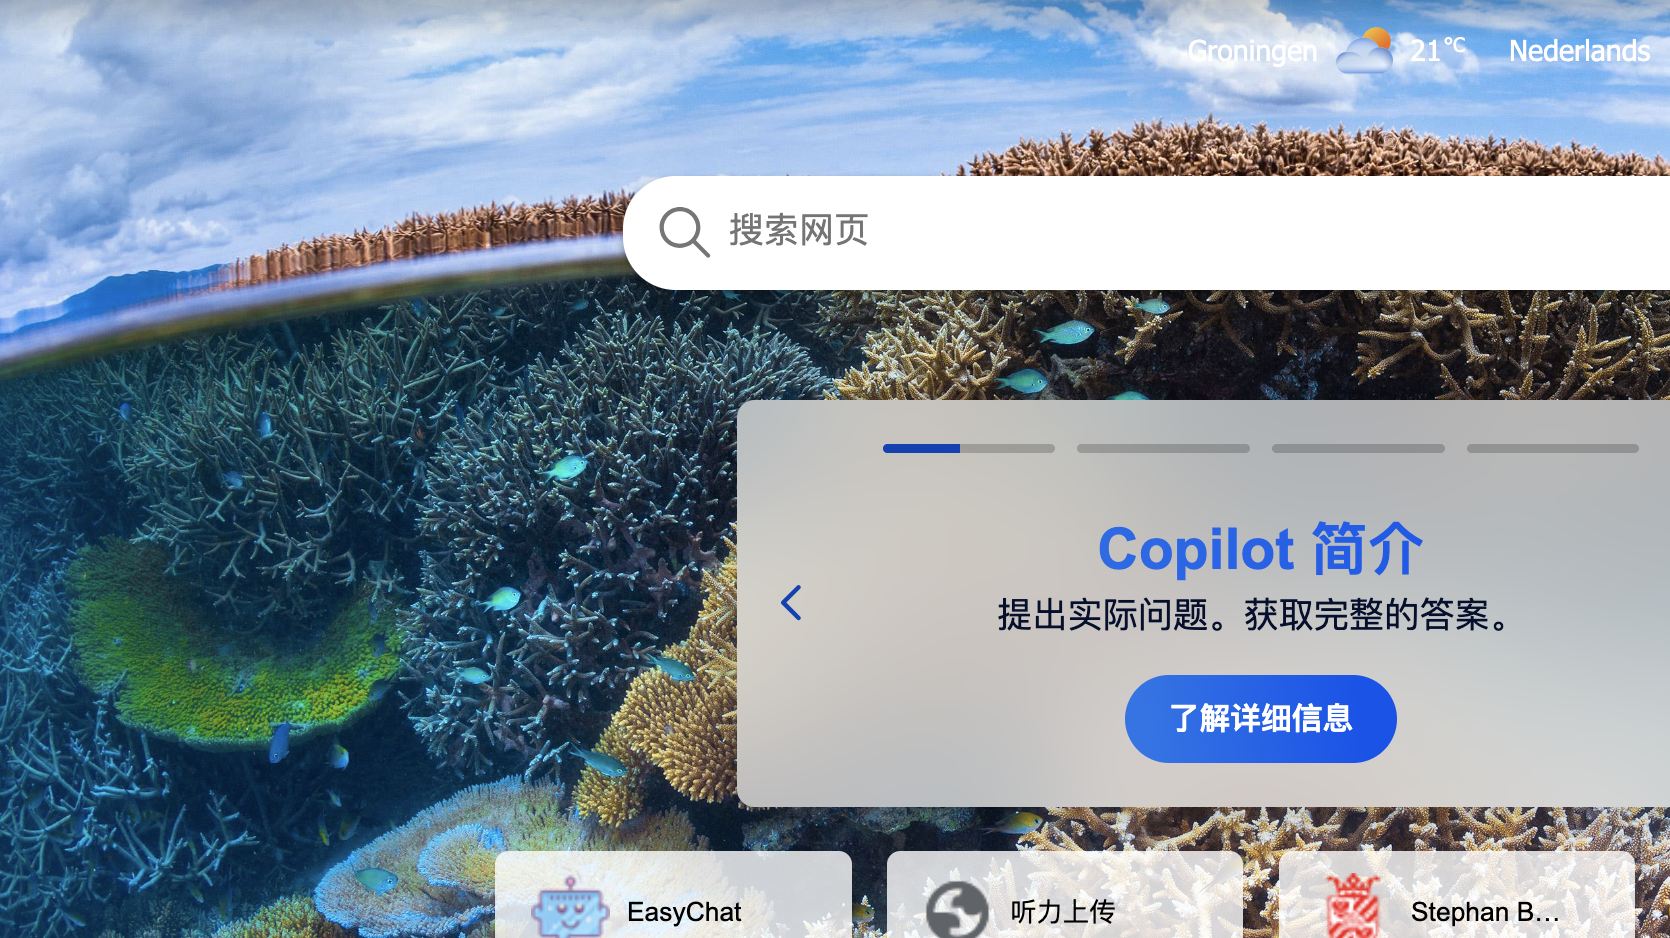 Groningen 21°C Nederlands
搜索网页
Copilot 简介
提出实际问题。获取完整的答案。
了解详细信息
EasyChat 听力上传 Stephan B...